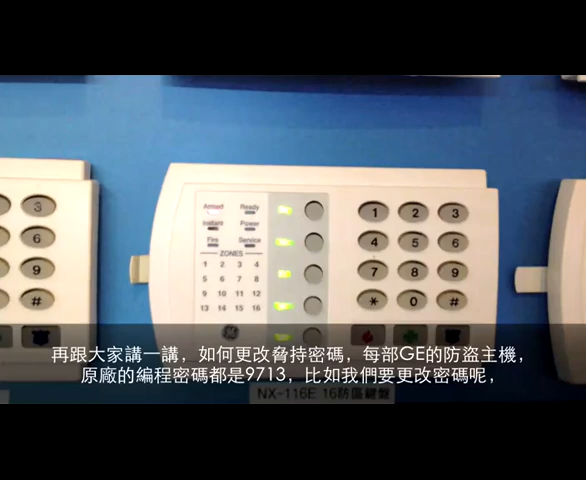 3
6
9
#
Armed Ready
Instant Power
Fire Service
ZONES
1 2 3 4
5 6 7 8
9 10 11 12
13 14 15 16
GE
1 2 3
4 5 6
7 8 9
* 0 #
再跟大家講一講，如何更改脅持密碼，每部GE的防盜主機，
原廠的編程密碼都是9713，比如我們要更改密碼呢，
NX-116E 16防區鍵盤